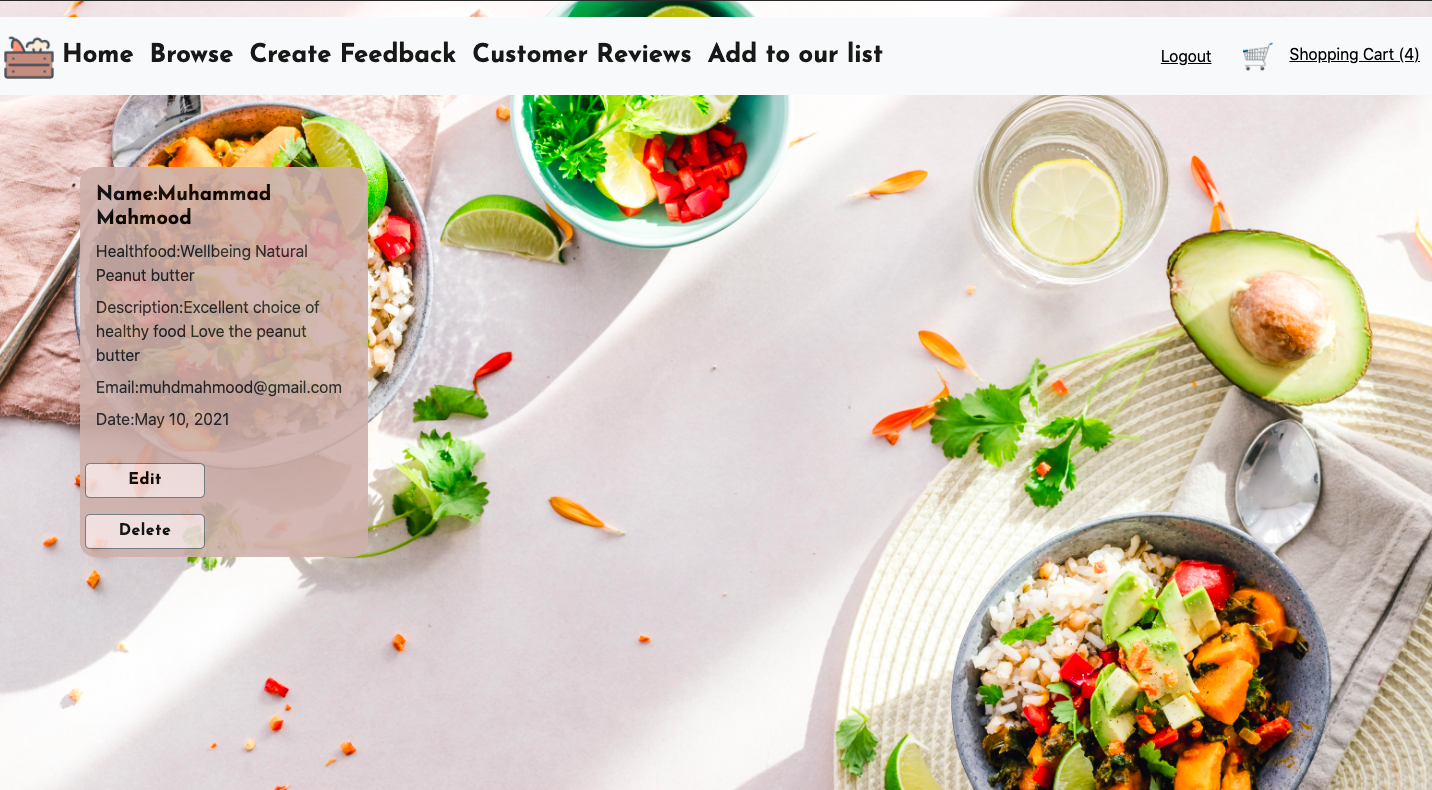 Home Browse Create Feedback Customer Reviews Add to our list Logout Shopping Cart (4)
Name:Muhammad
Mahmood
Healthfood:Wellbeing Natural
Peanut butter
Description:Excellent choice of
healthy food Love the peanut
butter
Email:muhdmahmood@gmail.com
Date:May 10, 2021
Edit
Delete